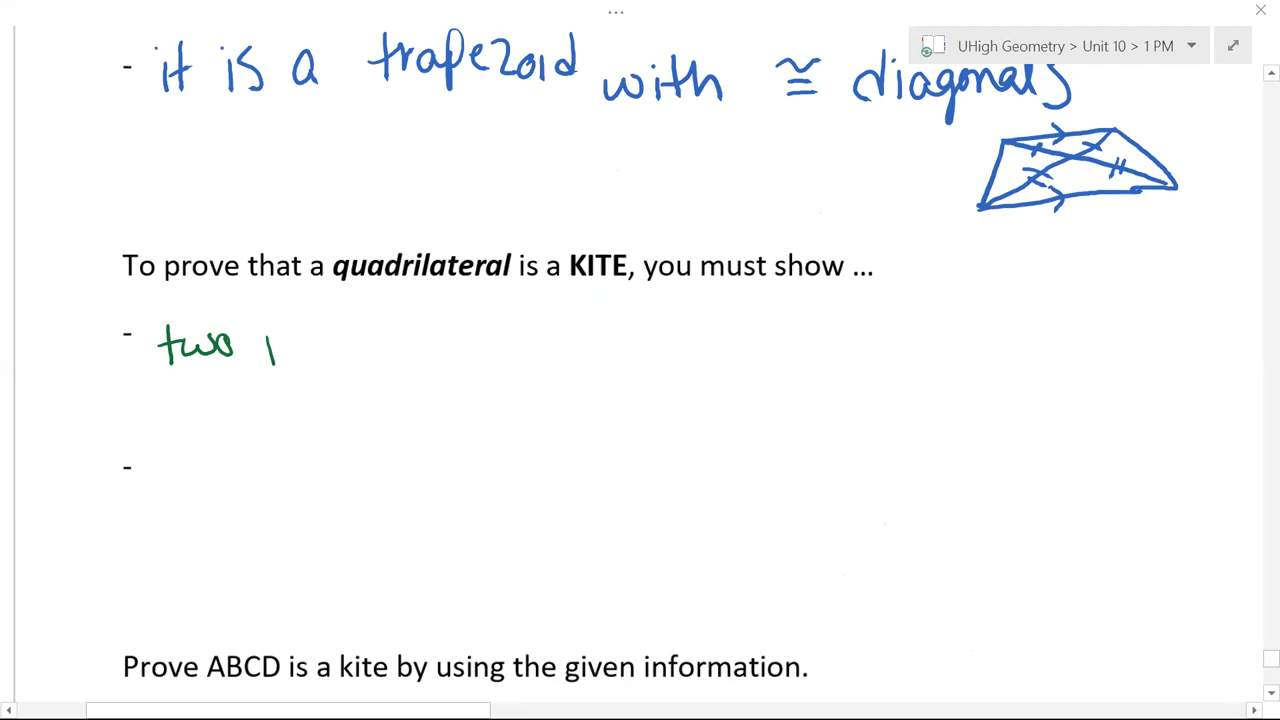 UHigh Geometry > Unit 10 > 1 PM
- it is a trapezoid with ≅ diagonals
To prove that a quadrilateral is a KITE, you must show ...
- two
-
Prove ABCD is a kite by using the given information.